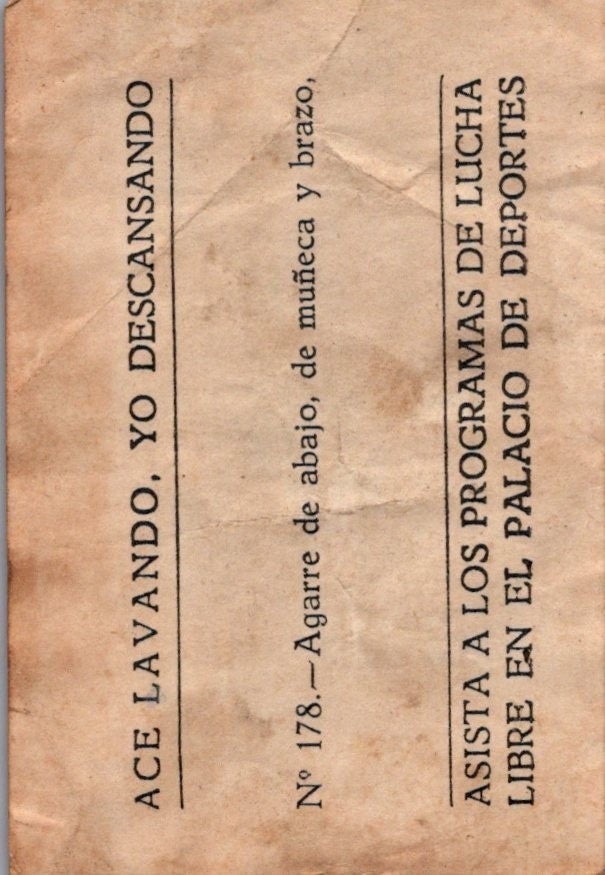 ACE LAVANDO, YO DESCANSANDO
Nº 178.—Agarre de abajo, de muñeca y brazo,
ASISTA A LOS PROGRAMAS DE LUCHA
LIBRE EN EL PALACIO DE DEPORTES